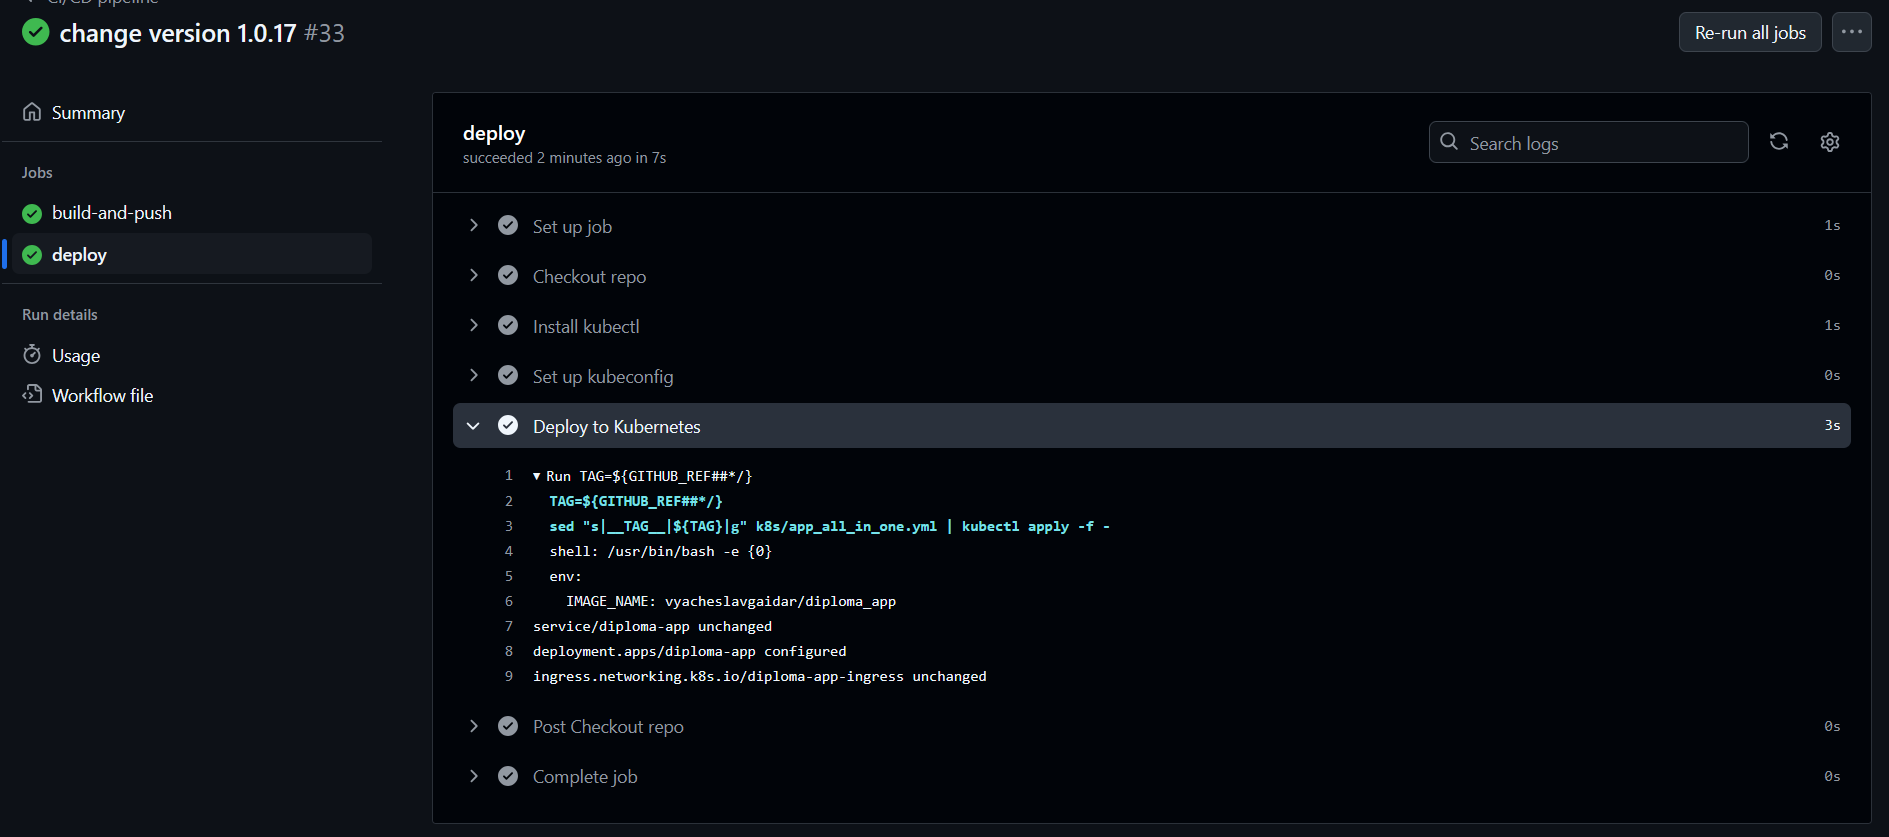 CI/CD pipeline
change version 1.0.17 #33
Re-run all jobs
Summary
Jobs
build-and-push
deploy
Run details
Usage
Workflow file
deploy
succeeded 2 minutes ago in 7s
Search logs
Set up job 1s
Checkout repo 0s
Install kubectl 1s
Set up kubeconfig 0s
Deploy to Kubernetes 3s
1 ▼ Run TAG=${GITHUB_REF##*/}
2 TAG=${GITHUB_REF##*/}
3 sed "s|__TAG__|${TAG}|g" k8s/app_all_in_one.yml | kubectl apply -f -
4 shell: /usr/bin/bash -e {0}
5 env:
6 IMAGE_NAME: vyacheslavgaidar/diploma_app
7 service/diploma-app unchanged
8 deployment.apps/diploma-app configured
9 ingress.networking.k8s.io/diploma-app-ingress unchanged
Post Checkout repo 0s
Complete job 0s